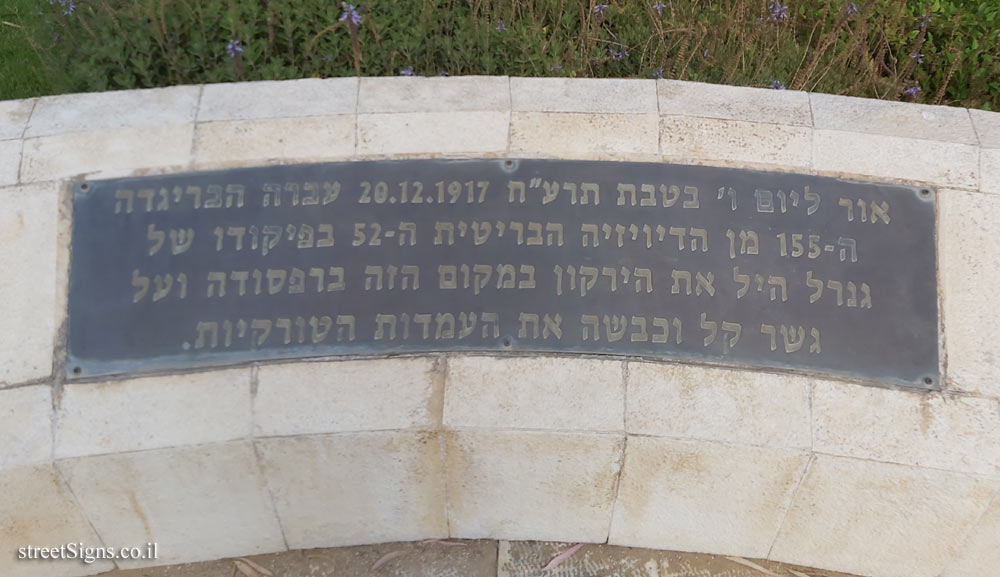 אור ליום ו' בטבת תרע"ח 20.12.1917 עברה הבריגדה
ה-155 מן הדיויזיה הבריטית ה-52 בפיקודו של
גנרל היל את הירקון במקום הזה ברפסודה ועל
גשר קל וכבשה את העמדות הטורקיות.
streetSigns.co.il